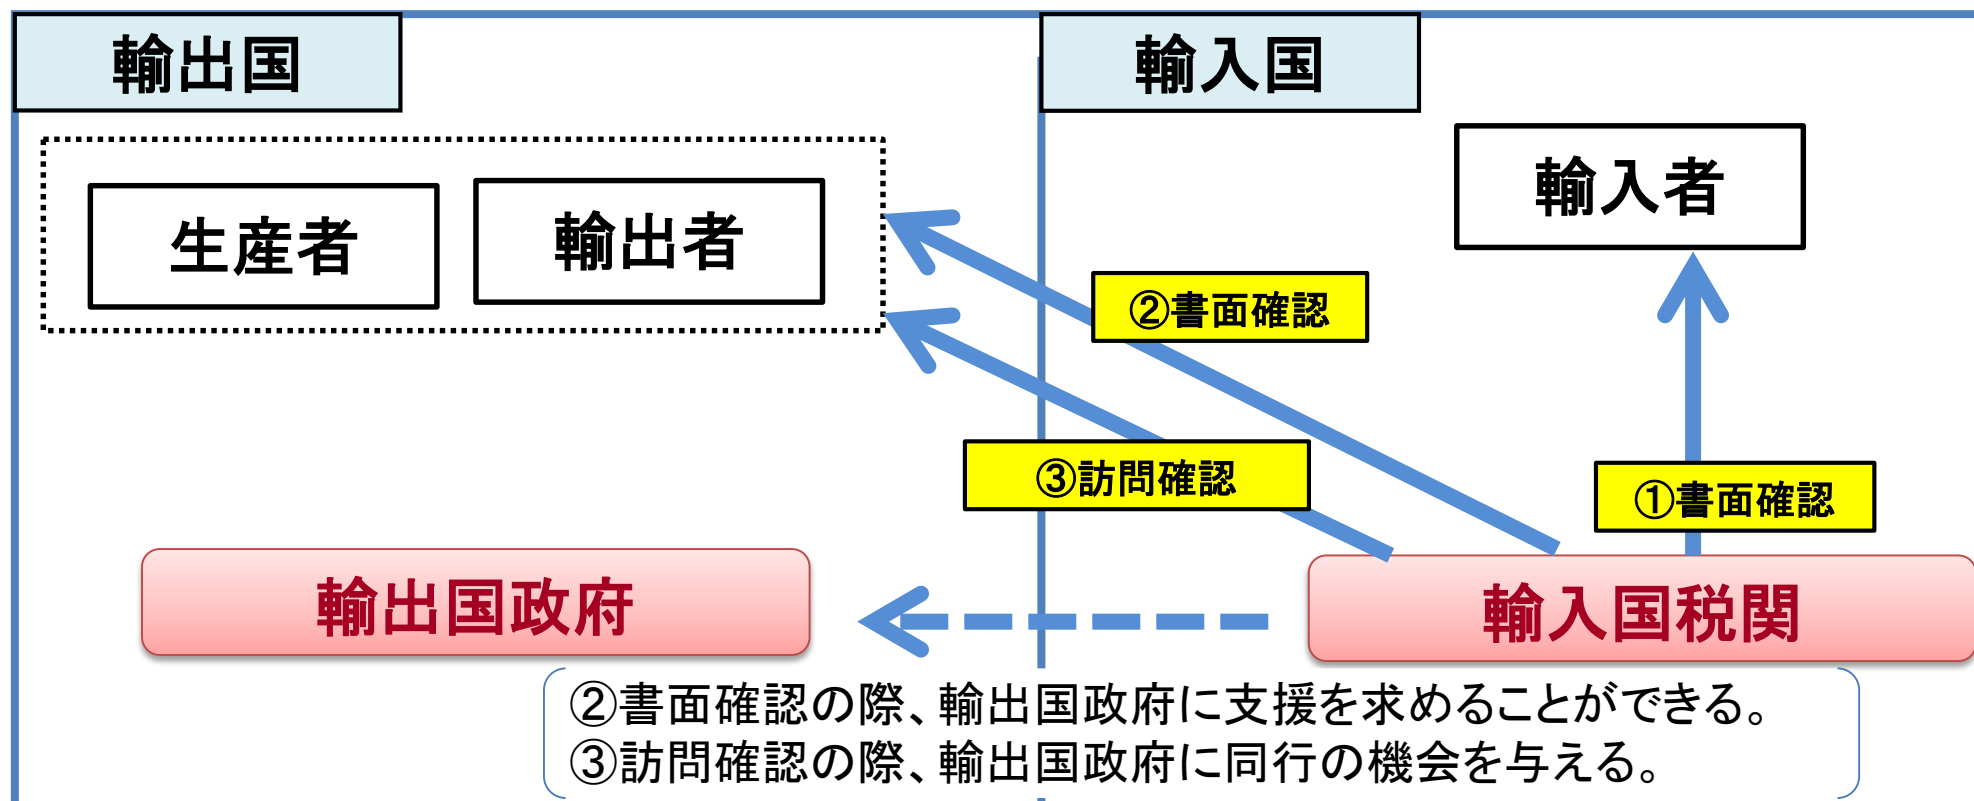 輸出国
輸入国
生産者
輸出者
輸入者
②書面確認
③訪問確認
①書面確認
輸出国政府
輸入国税関
②書面確認の際、輸出国政府に支援を求めることができる。
③訪問確認の際、輸出国政府に同行の機会を与える。